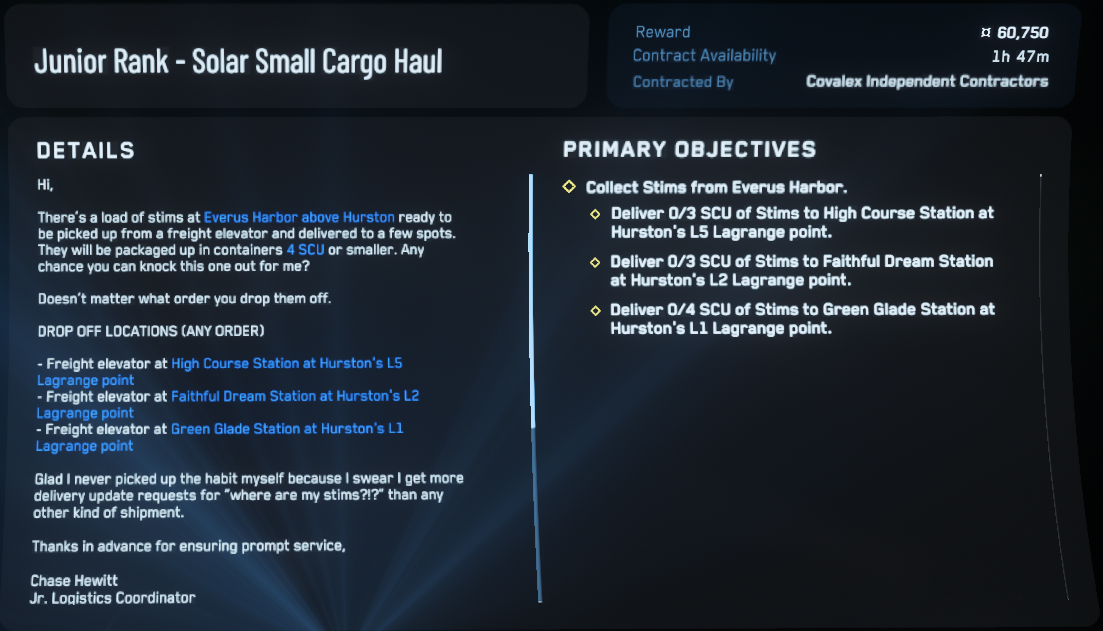 Junior Rank - Solar Small Cargo Haul
Reward
¤ 60,750
Contract Availability
1h 47m
Contracted By
Covalex Independent Contractors
DETAILS
Hi,
There's a load of stims at Everus Harbor above Hurston ready to
be picked up from a freight elevator and delivered to a few spots.
They will be packaged up in containers 4 SCU or smaller. Any
chance you can knock this one out for me?
Doesn't matter what order you drop them off.
DROP OFF LOCATIONS (ANY ORDER)
- Freight elevator at High Course Station at Hurston's L5
Lagrange point
- Freight elevator at Faithful Dream Station at Hurston's L2
Lagrange point
- Freight elevator at Green Glade Station at Hurston's L1
Lagrange point
Glad I never picked up the habit myself because I swear I get more
delivery update requests for "where are my stims?!?" than any
other kind of shipment.
Thanks in advance for ensuring prompt service,
Chase Hewitt
Jr. Logistics Coordinator
PRIMARY OBJECTIVES
Collect Stims from Everus Harbor.
Deliver 0/3 SCU of Stims to High Course Station at
Hurston's L5 Lagrange point.
Deliver 0/3 SCU of Stims to Faithful Dream Station
at Hurston's L2 Lagrange point.
Deliver 0/4 SCU of Stims to Green Glade Station at
Hurston's L1 Lagrange point.